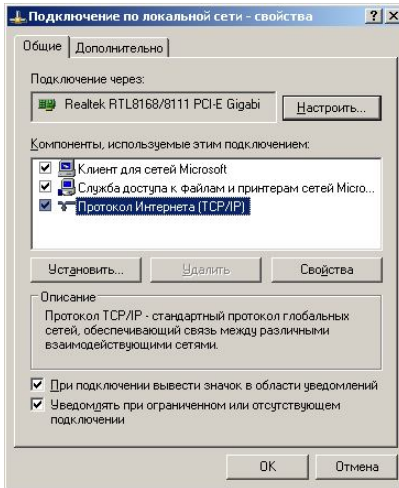 Подключение по локальной сети - свойства
Общие
Дополнительно
Подключение через:
Realtek RTL8168/8111 PCI-E Gigabi
Настроить...
Компоненты, используемые этим подключением:
Клиент для сетей Microsoft
Служба доступа к файлам и принтерам сетей Micro...
Протокол Интернета (TCP/IP)
Установить...
Удалить
Свойства
Описание
Протокол TCP/IP - стандартный протокол глобальных
сетей, обеспечивающий связь между различными
взаимодействующими сетями.
При подключении вывести значок в области уведомлений
Уведомлять при ограниченном или отсутствующем
подключении
OK
Отмена